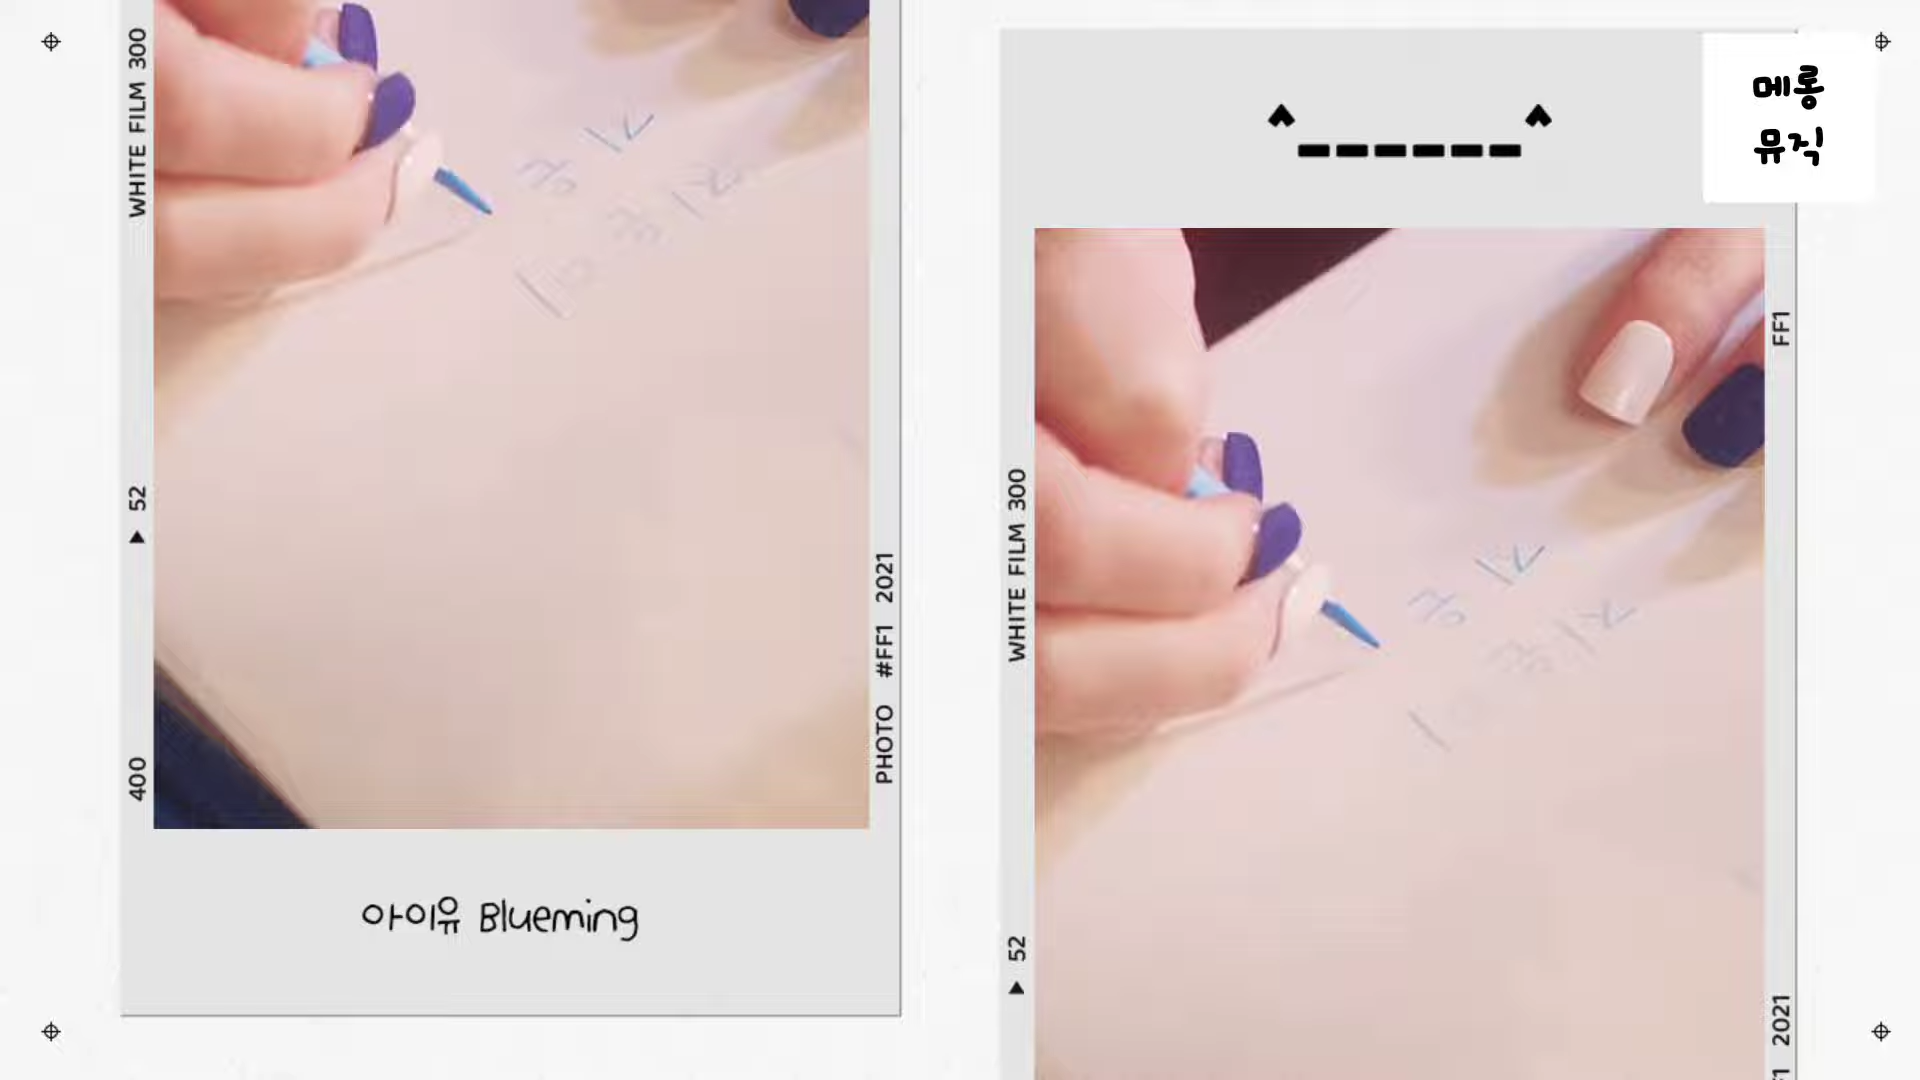 WHITE FILM 300
52
400
PHOTO #FF1 2021
아이유 Blueming
메롱
뮤직
WHITE FILM 300
52
FF1
2021